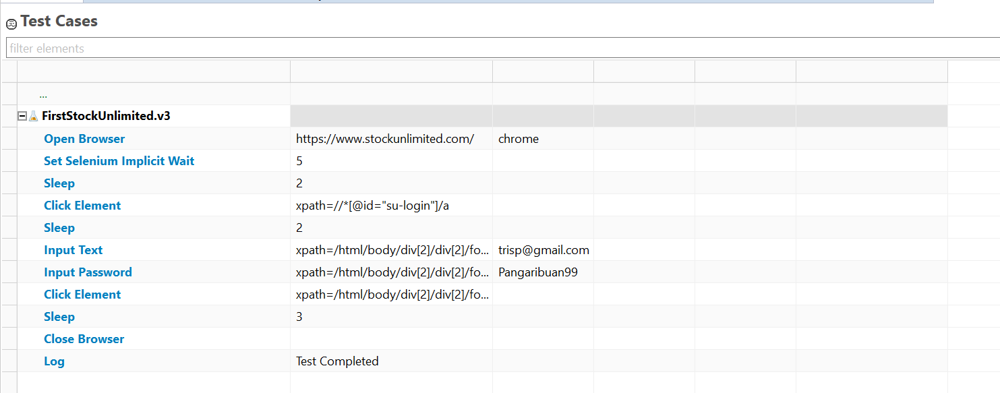 Test Cases
filter elements
...
FirstStockUnlimited.v3
Open Browser https://www.stockunlimited.com/ chrome
Set Selenium Implicit Wait 5
Sleep 2
Click Element xpath=//*[@id="su-login"]/a
Sleep 2
Input Text xpath=/html/body/div[2]/div[2]/fo... trisp@gmail.com
Input Password xpath=/html/body/div[2]/div[2]/fo... Pangaribuan99
Click Element xpath=/html/body/div[2]/div[2]/fo...
Sleep 3
Close Browser
Log Test Completed